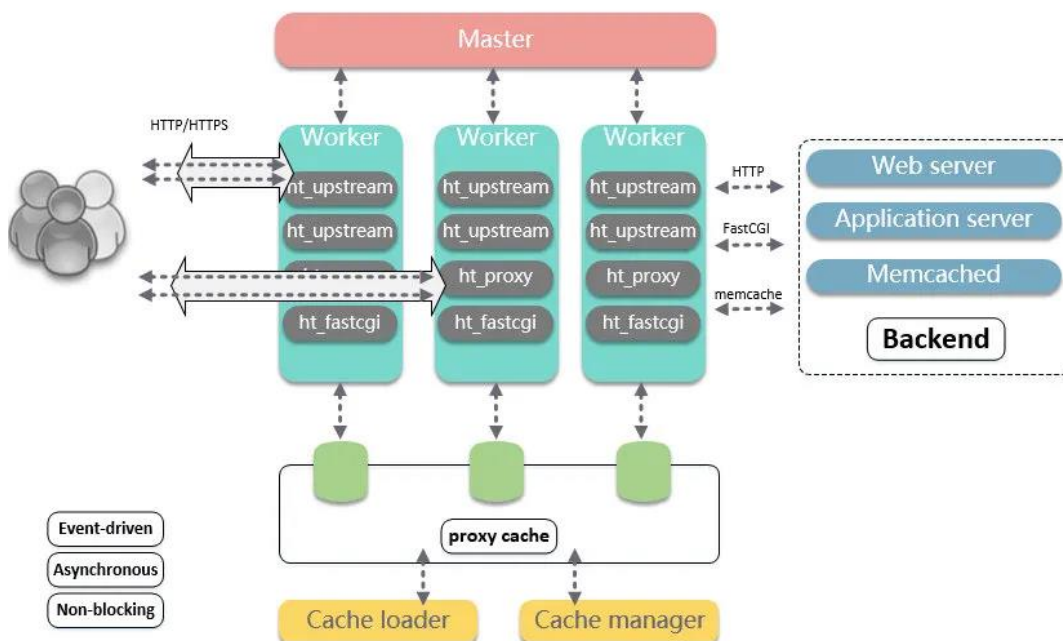 Master
HTTP/HTTPS
Worker
Worker
Worker
ht_upstream
ht_upstream
ht_upstream
HTTP
Web server
ht_upstream
ht_upstream
ht_upstream
FastCGI
Application server
ht_proxy
ht_proxy
memcache
Memcached
ht_fastcgi
ht_fastcgi
ht_fastcgi
Backend
proxy cache
Event-driven
Asynchronous
Non-blocking
Cache loader
Cache manager